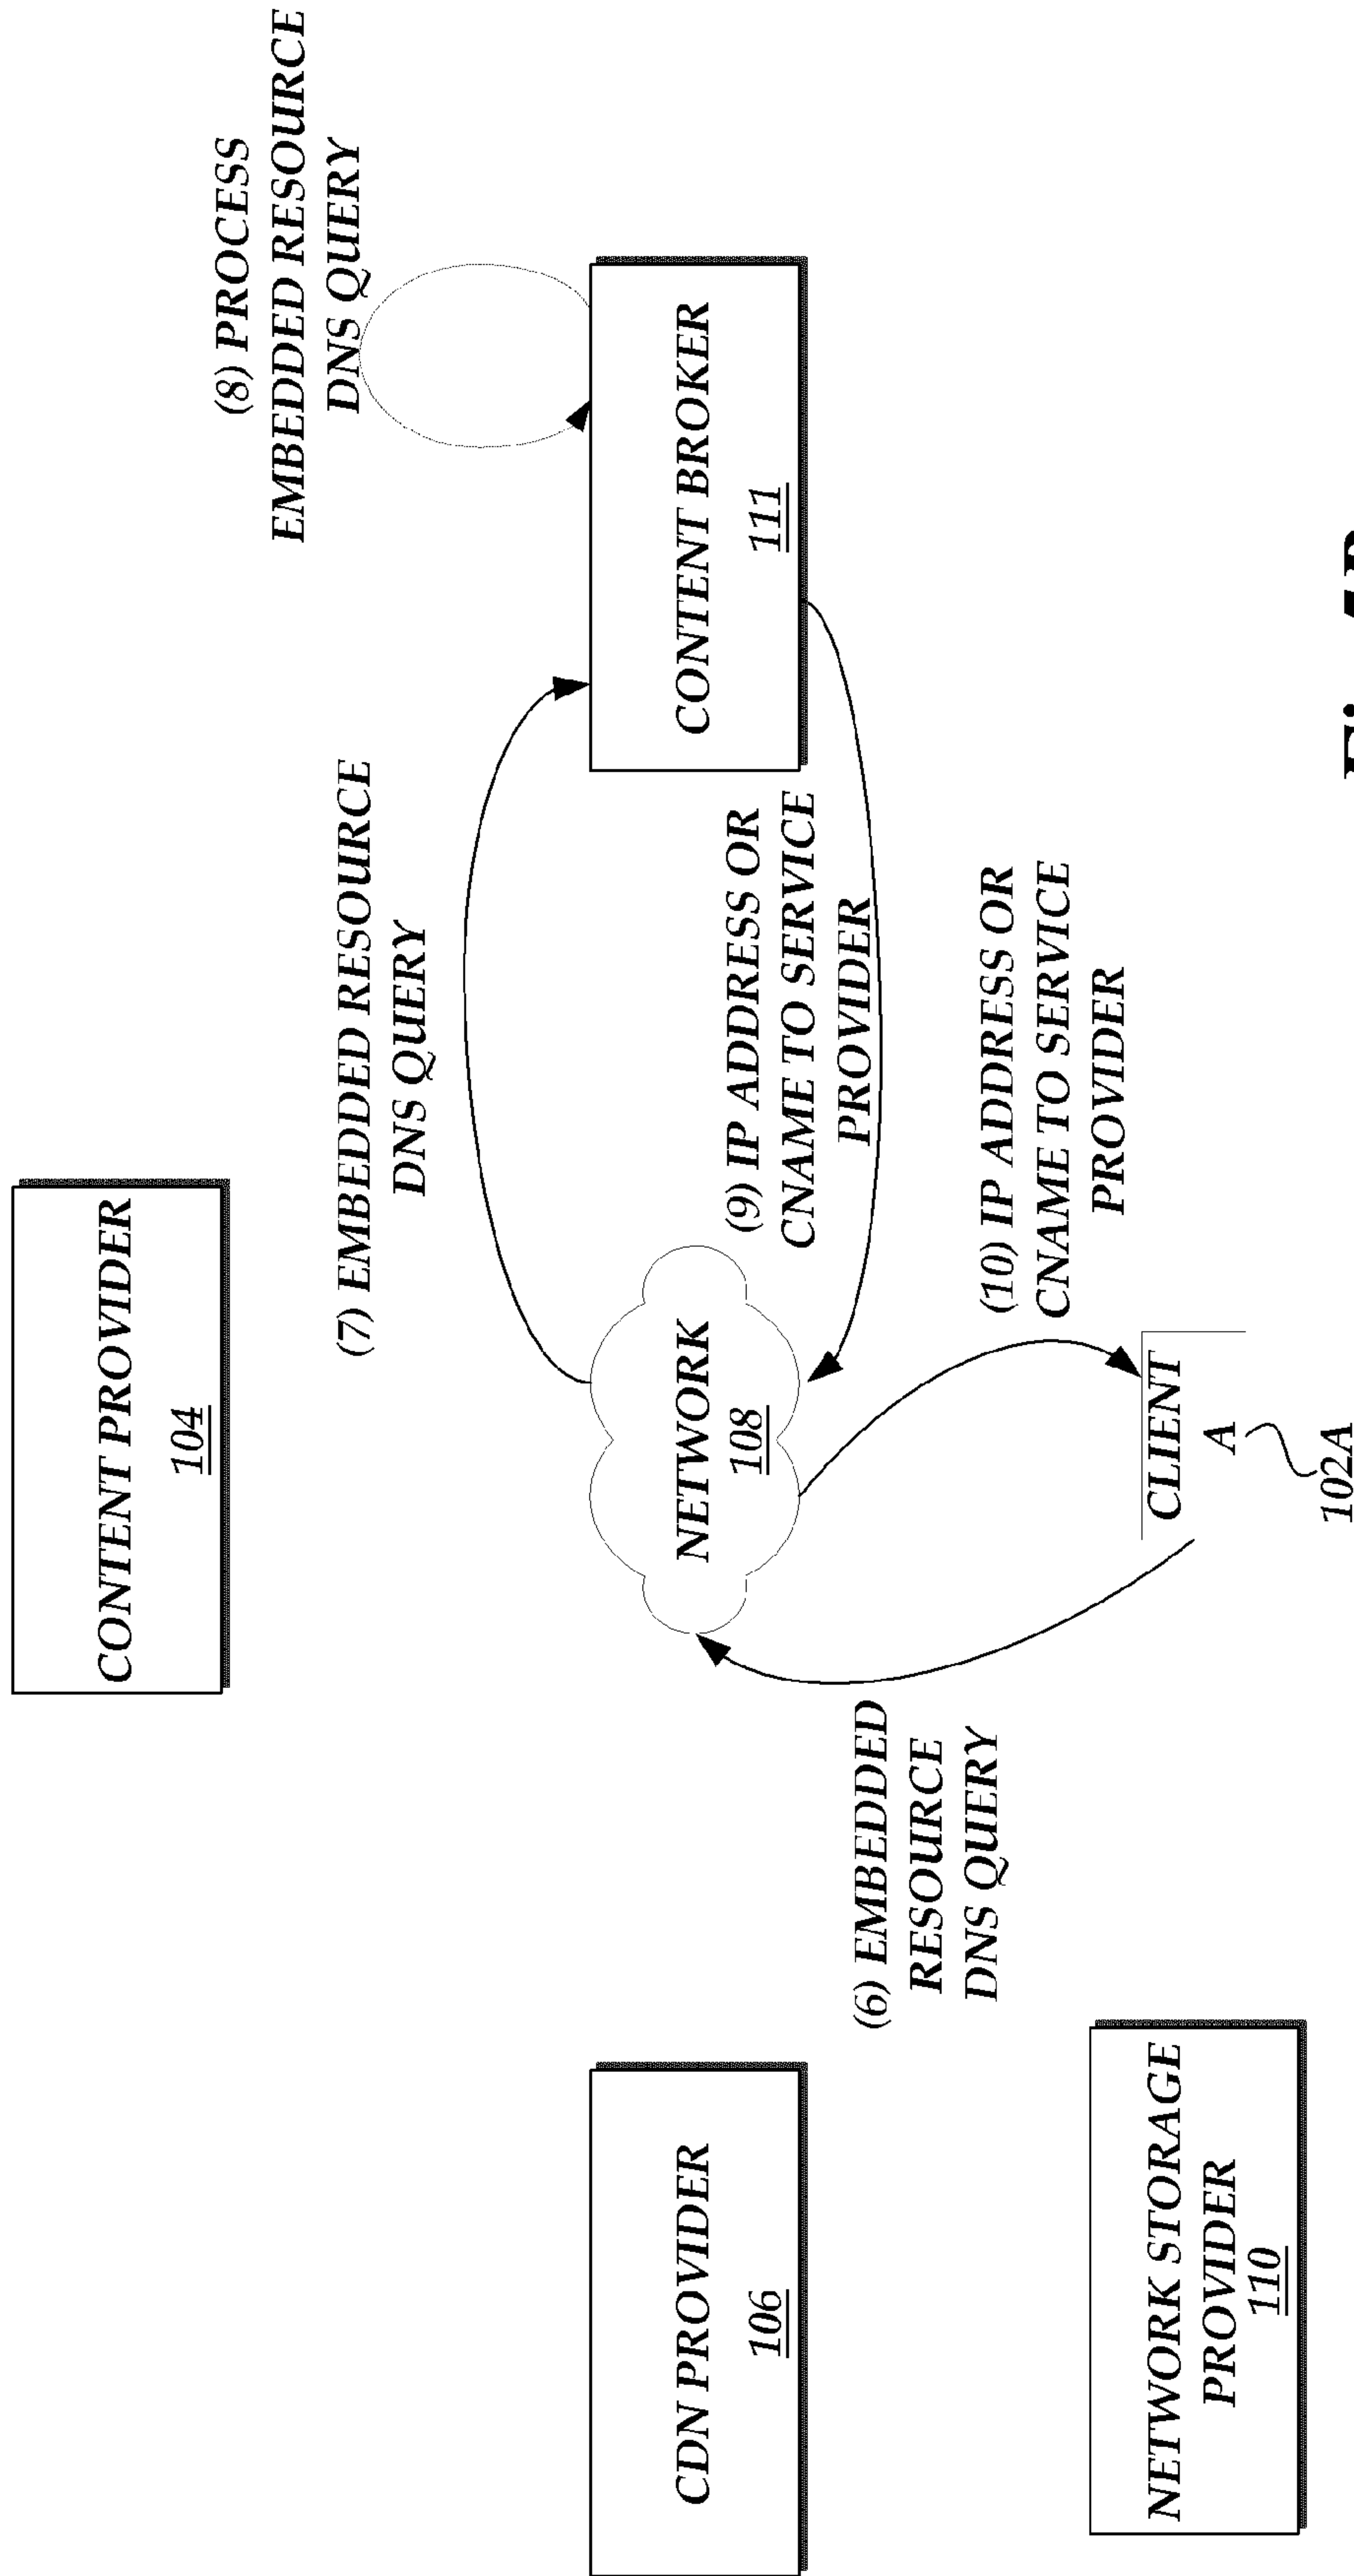 CONTENT PROVIDER
104
(8) PROCESS
EMBEDDED RESOURCE
DNS QUERY
(7) EMBEDDED RESOURCE
DNS QUERY
CDN PROVIDER
106
NETWORK
108
CONTENT BROKER
111
(9) IP ADDRESS OR
CNAME TO SERVICE
PROVIDER
(6) EMBEDDED
RESOURCE
DNS QUERY
(10) IP ADDRESS OR
CNAME TO SERVICE
PROVIDER
NETWORK STORAGE
PROVIDER
110
CLIENT
A
102A